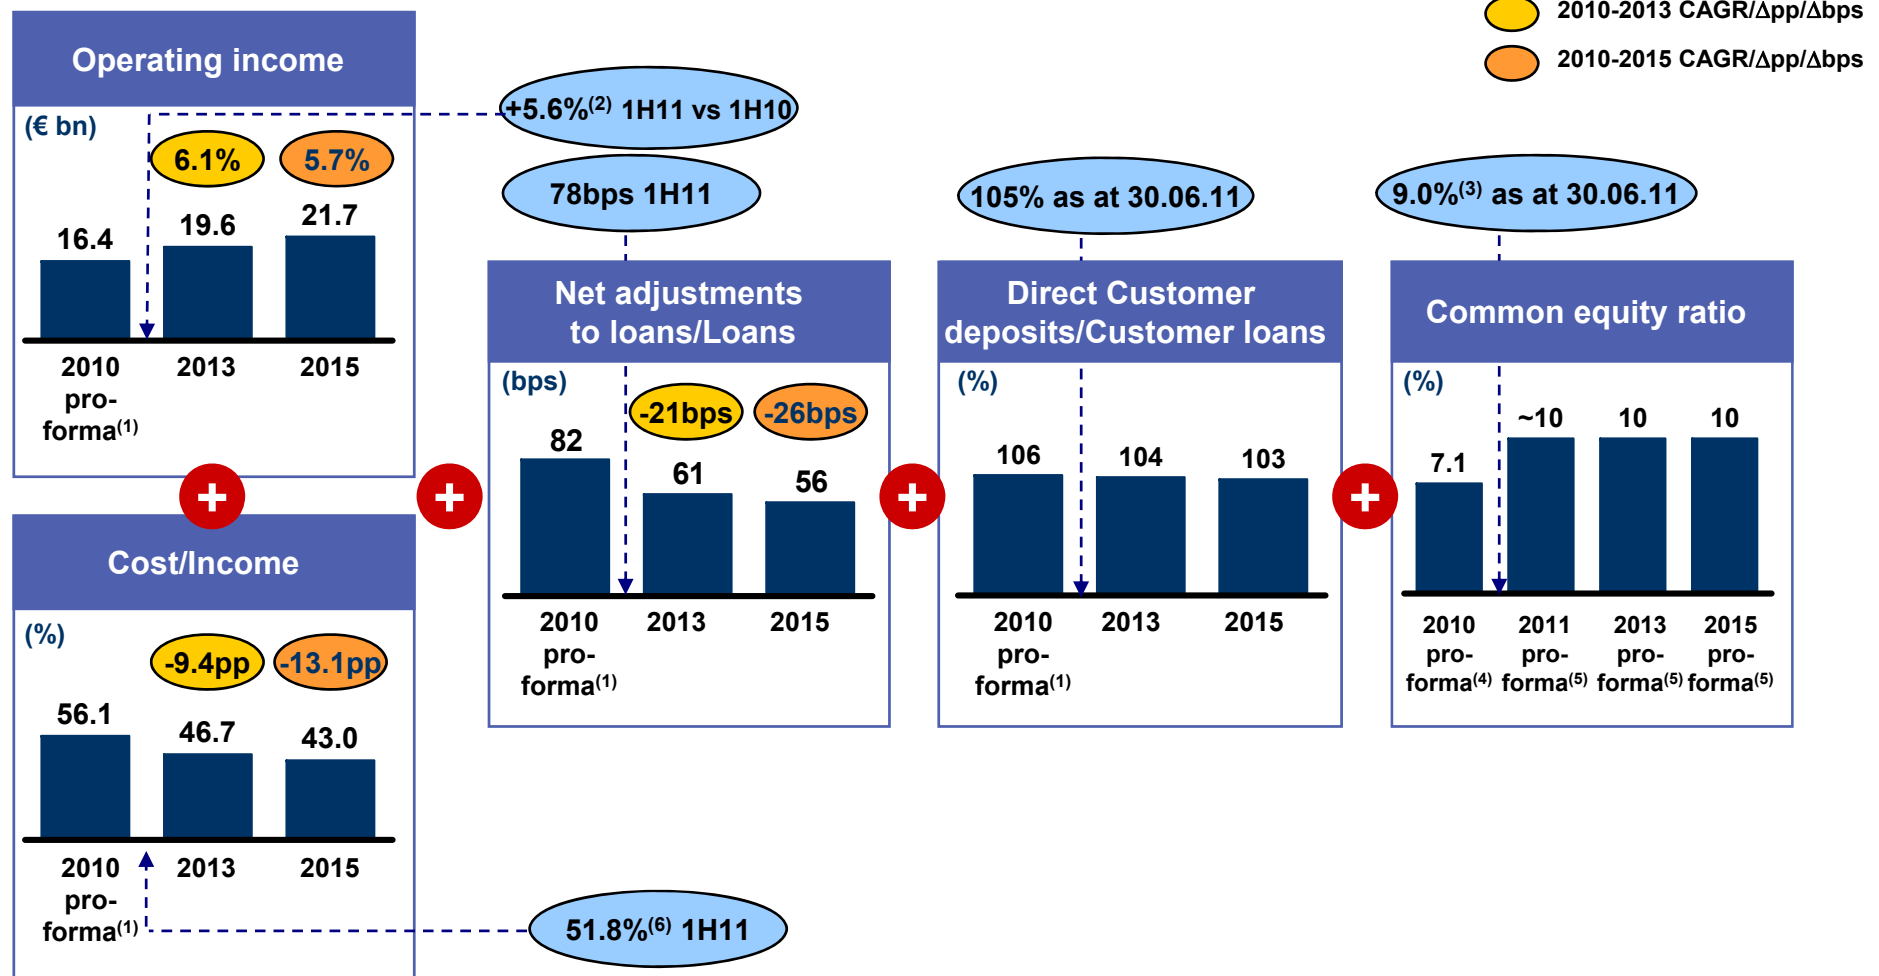 2010-2013 CAGR/Δpp/Δbps
2010-2015 CAGR/Δpp/Δbps
Operating income
(€ bn)
+5.6%(2) 1H11 vs 1H10
6.1% 5.7%
16.4 19.6 21.7
2010 2013 2015
pro-
forma(1)
78bps 1H11
105% as at 30.06.11
9.0%(3) as at 30.06.11
Net adjustments
to loans/Loans
(bps)
-21bps -26bps
82 61 56
2010 2013 2015
pro-
forma(1)
Direct Customer
deposits/Customer loans
(%)
106 104 103
2010 2013 2015
pro-
forma(1)
Common equity ratio
(%)
7.1 ~10 10 10
2010 2011 2013 2015
pro- pro- pro- pro-
forma(4) forma(5) forma(5) forma(5)
+ + + +
Cost/Income
(%)
-9.4pp -13.1pp
56.1 46.7 43.0
2010 2013 2015
pro-
forma(1)
51.8%(6) 1H11